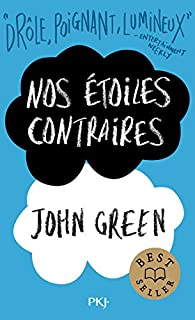 "DRÔLE, POIGNANT, LUMINEUX"
- ENTERTAINMENT
WEEKLY
NOS ÉTOILES
CONTRAIRES
JOHN GREEN
BEST
SELLER
PKJ•